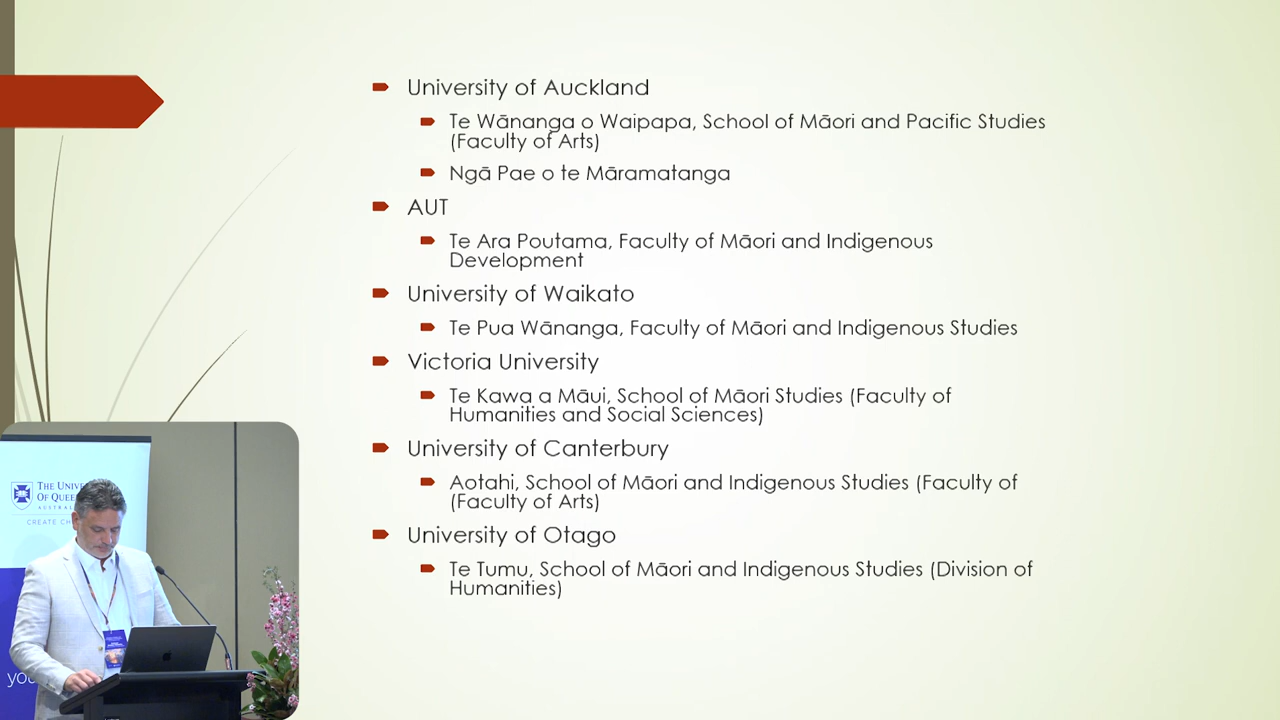 University of Auckland
Te Wānanga o Waipapa, School of Māori and Pacific Studies
(Faculty of Arts)
Ngā Pae o te Māramatanga
AUT
Te Ara Poutama, Faculty of Māori and Indigenous
Development
University of Waikato
Te Pua Wānanga, Faculty of Māori and Indigenous Studies
Victoria University
Te Kawa a Māui, School of Māori Studies (Faculty of
Humanities and Social Sciences)
University of Canterbury
Aotahi, School of Māori and Indigenous Studies (Faculty of
(Faculty of Arts)
University of Otago
Te Tumu, School of Māori and Indigenous Studies (Division of
Humanities)
THE
OF
CREATE